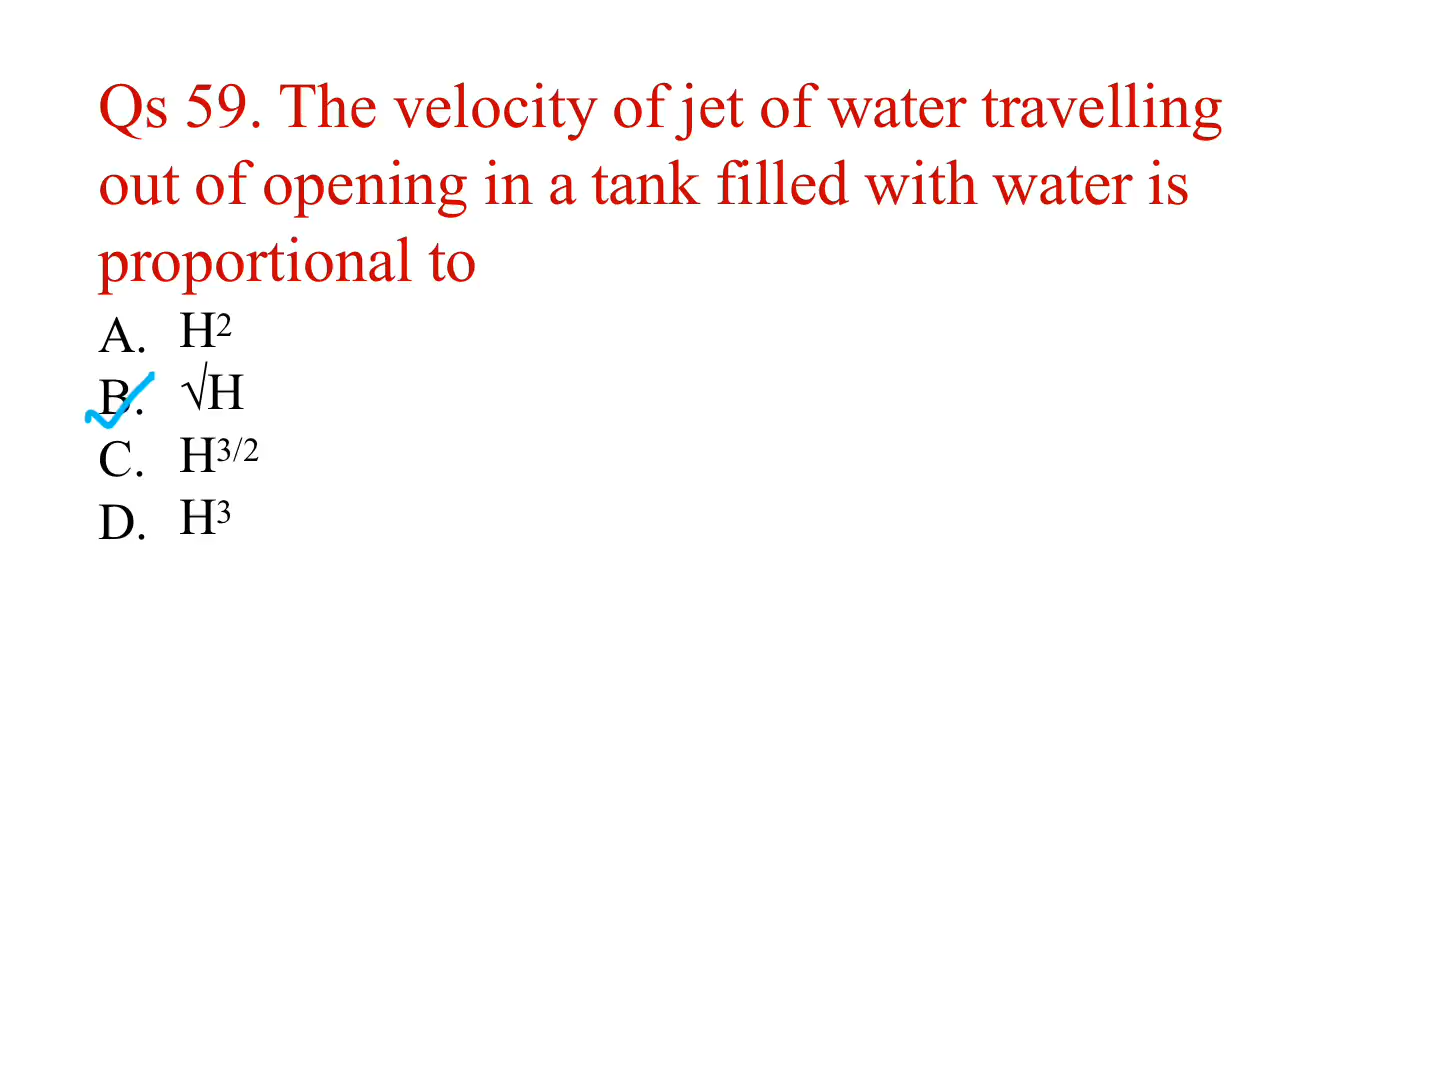 Qs 59. The velocity of jet of water travelling
out of opening in a tank filled with water is
proportional to
A. H²
B. √H
C. H³/²
D. H³